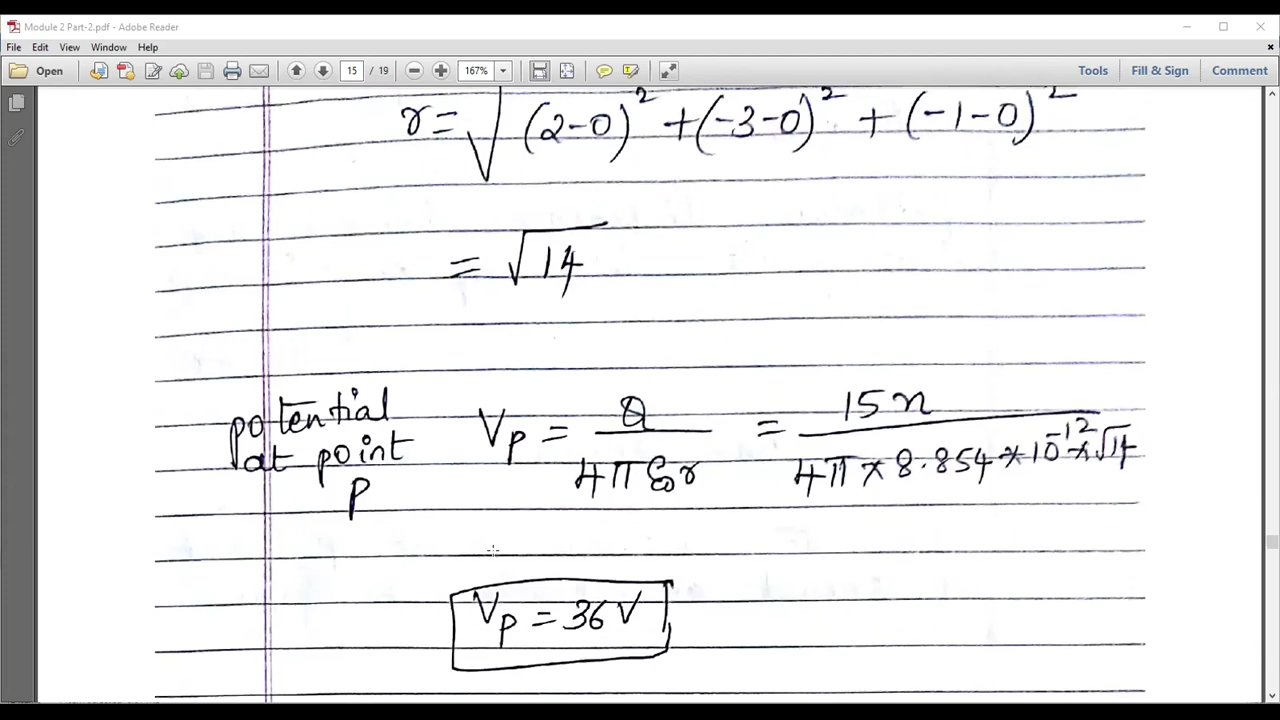 Module 2 Part-2.pdf - Adobe Reader
File Edit View Window Help
Open 15 / 19 167% Tools Fill & Sign Comment
r = √(2-0)² + (-3-0)² + (-1-0)²
= √14
potential at point P
Vp = Q / 4πε₀r = 15n / 4π * 8.854 * 10⁻¹² * √14
Vp = 36 V